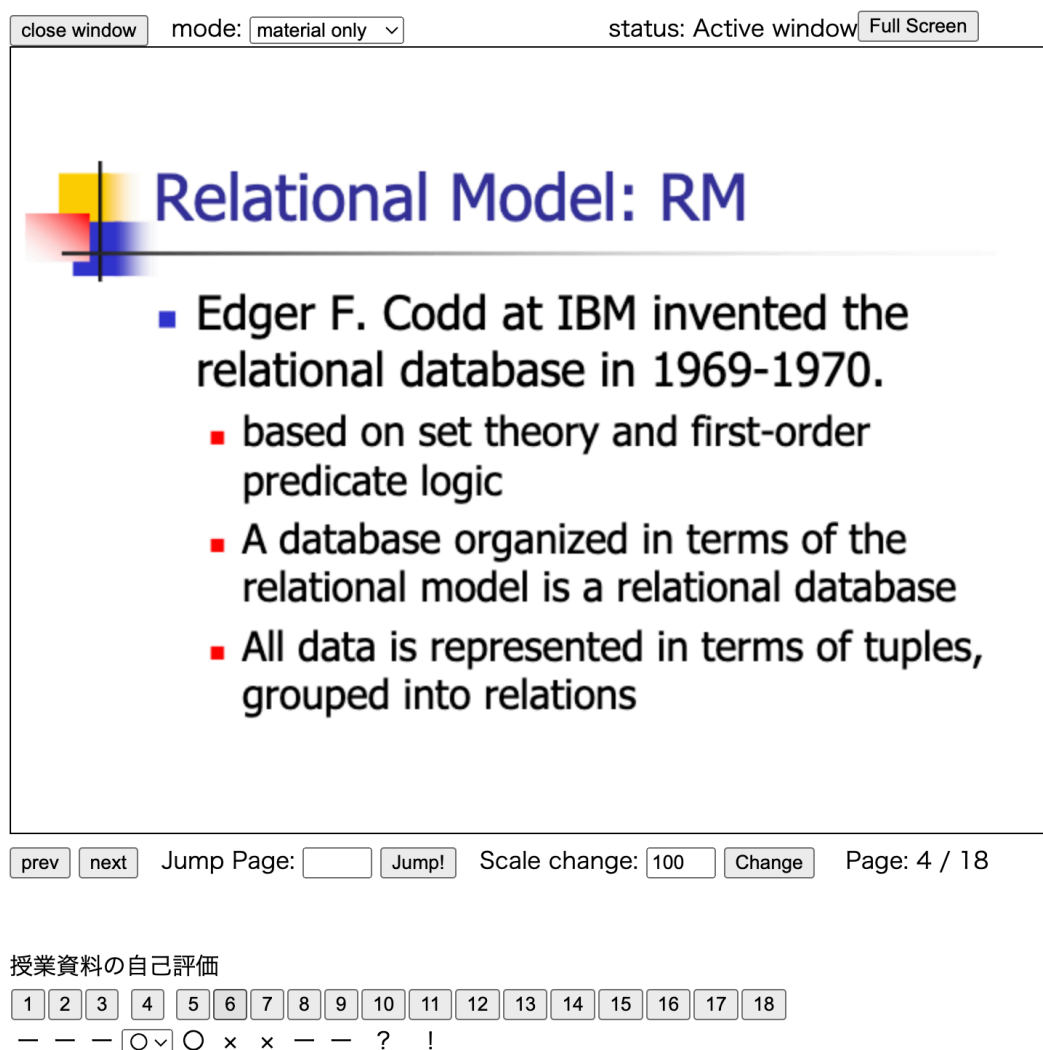 close window mode: material only status: Active window Full Screen
Relational Model: RM
Edger F. Codd at IBM invented the
relational database in 1969-1970.
based on set theory and first-order
predicate logic
A database organized in terms of the
relational model is a relational database
All data is represented in terms of tuples,
grouped into relations
prev next Jump Page: Jump! Scale change: 100 Change Page: 4 / 18
授業資料の自己評価
1 2 3 4 5 6 7 8 9 10 11 12 13 14 15 16 17 18
ー ー ー ○ ○ × × ー ー ? !